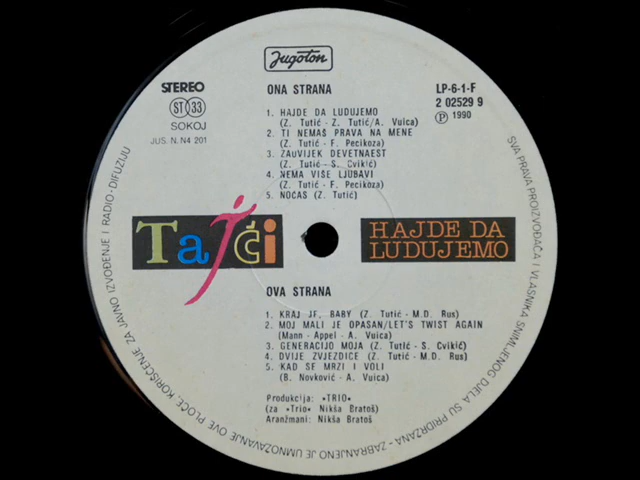 Jugoton
STEREO
ONA STRANA
LP-6-1-F
ST 33
2 02529 9
SOKOJ
Ⓟ 1990
JUS. N. N4 201
1. HAJDE DA LUDUJEMO
(Z. Tutić - Z. Tutić/A. Vuica)
2. TI NEMAŠ PRAVA NA MENE
(Z. Tutić - F. Pecikoza)
3. ZAUVIJEK DEVETNAEST
(Z. Tutić - S. Cvikić)
4. NEMA VIŠE LJUBAVI
(Z. Tutić - F. Pecikoza)
5. NOĆAS (Z. Tutić)
Tajči
HAJDE DA
LUDUJEMO
OVA STRANA
1. KRAJ JE, BABY (Z. Tutić - M.D. Rus)
2. MOJ MALI JE OPASAN/LET'S TWIST AGAIN
(Mann - Appel - A. Vuica)
3. GENERACIJO MOJA (Z. Tutić - S. Cvikić)
4. DVIJE ZVJEZDICE (Z. Tutić - M.D. Rus)
5. KAD SE MRZI I VOLI
(B. Novković - A. Vuica)
Produkcija: »TRIO«
(za »Trio« Nikša Bratoš)
Aranžmani: Nikša Bratoš
SVA PRAVA PROIZVOĐAČA I VLASNIKA SNIMLJENOG DJELA SU PRIDRŽANA - ZABRANJENO JE UMNOŽAVANJE OVE PLOČE, KORIŠĆENJE ZA JAVNO IZVOĐENJE I RADIO-DIFUZIJU